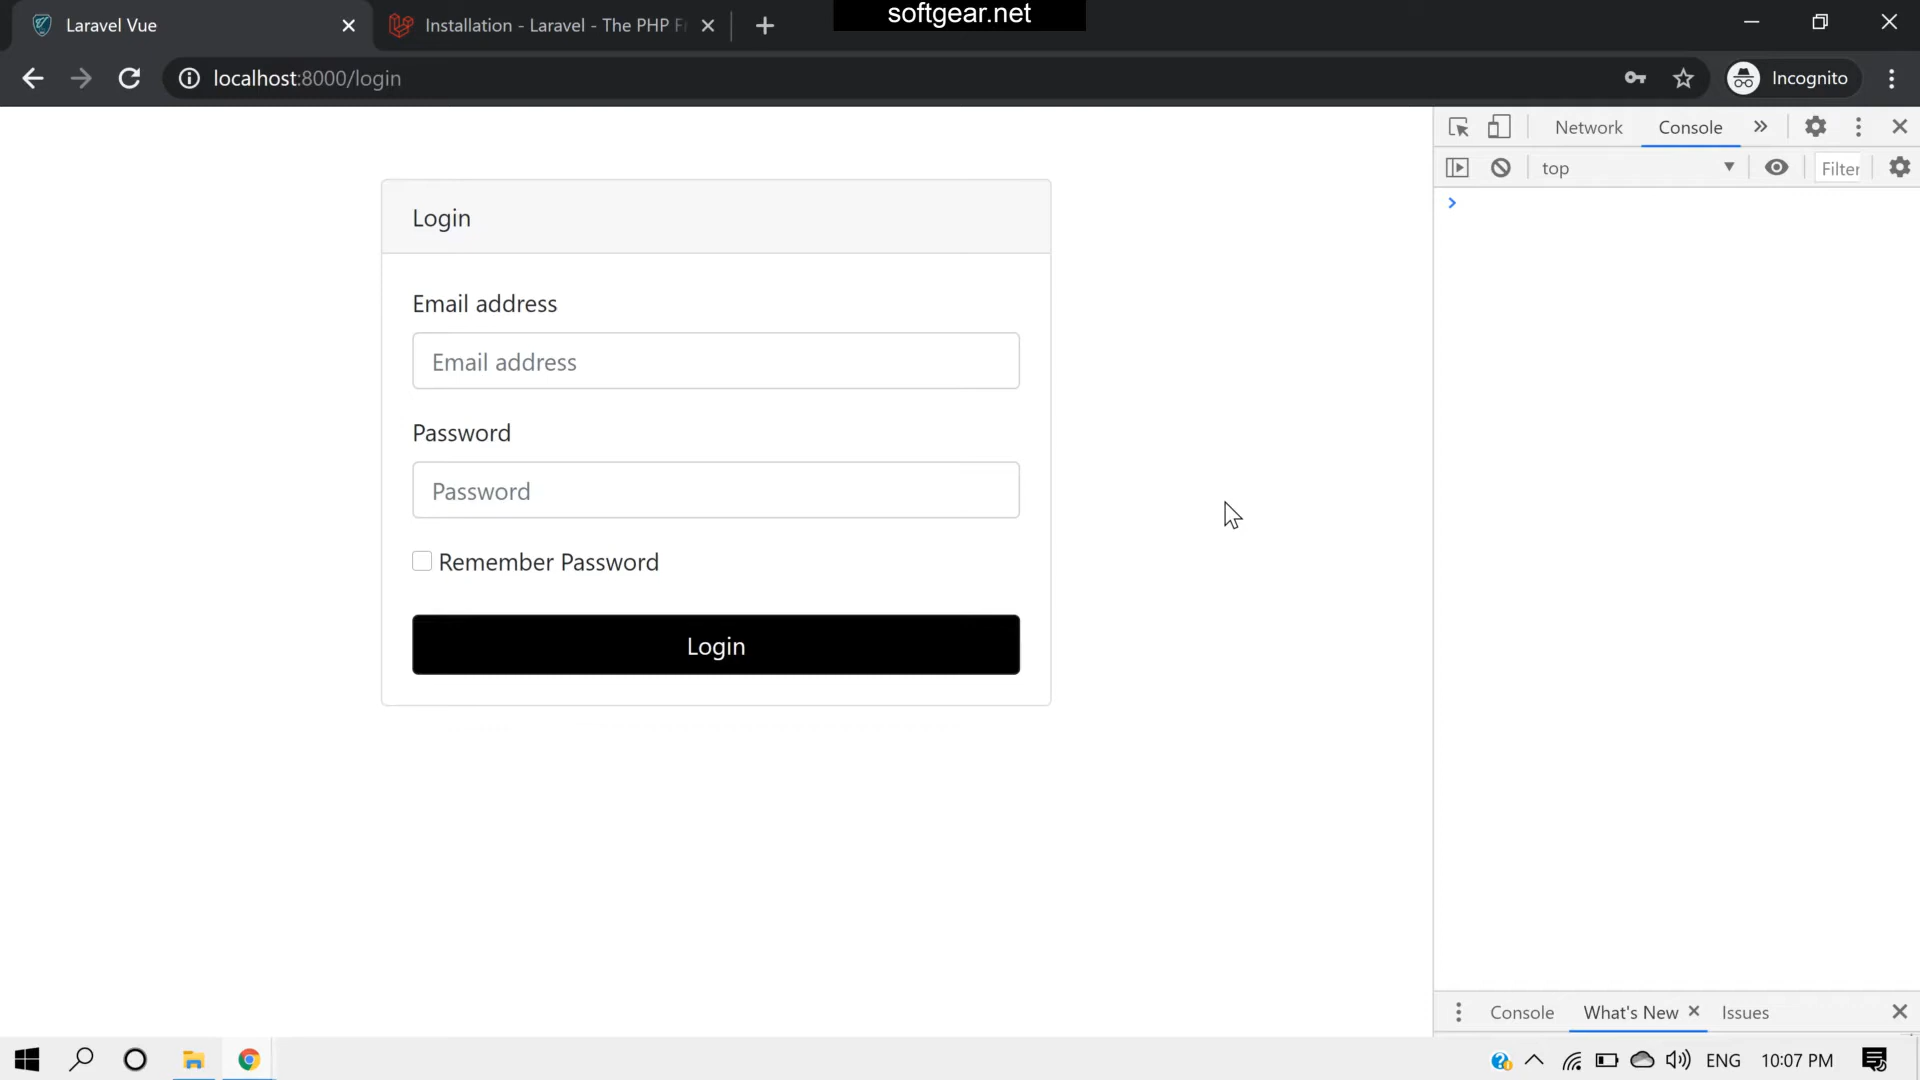 softgear.net
Laravel Vue
Installation - Laravel - The PHP Fr
localhost:8000/login
Incognito
Network
Console
top
Filter
Login
Email address
Email address
Password
Password
Remember Password
Login
Console
What's New
Issues
ENG
10:07 PM